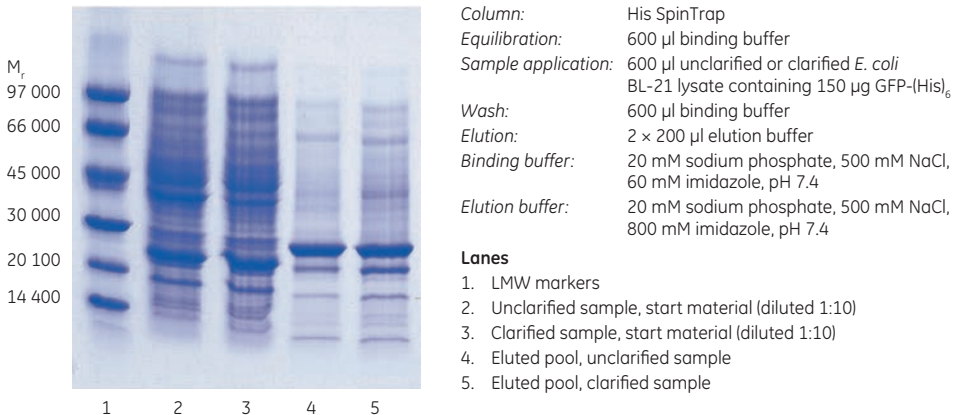 M_r
97 000
66 000
45 000
30 000
20 100
14 400
1 2 3 4 5
Column: His SpinTrap
Equilibration: 600 µl binding buffer
Sample application: 600 µl unclarified or clarified E. coli
BL-21 lysate containing 150 µg GFP-(His)₆
Wash: 600 µl binding buffer
Elution: 2 × 200 µl elution buffer
Binding buffer: 20 mM sodium phosphate, 500 mM NaCl,
60 mM imidazole, pH 7.4
Elution buffer: 20 mM sodium phosphate, 500 mM NaCl,
800 mM imidazole, pH 7.4
Lanes
1. LMW markers
2. Unclarified sample, start material (diluted 1:10)
3. Clarified sample, start material (diluted 1:10)
4. Eluted pool, unclarified sample
5. Eluted pool, clarified sample